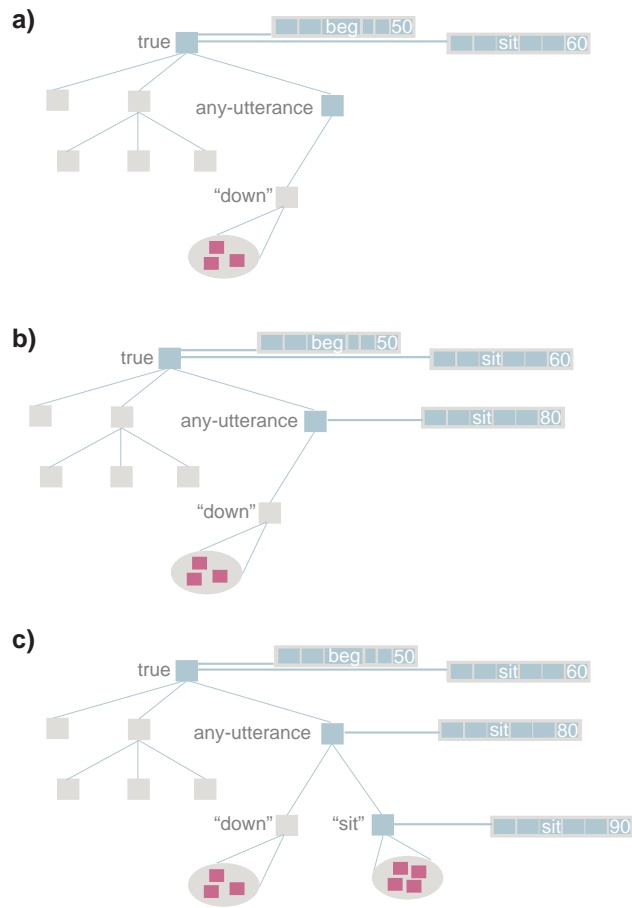 a)
true
beg 50
sit 60
any-utterance
“down”
b)
true
beg 50
sit 60
any-utterance
sit 80
“down”
c)
true
beg 50
sit 60
any-utterance
sit 80
“down”
“sit”
sit 90